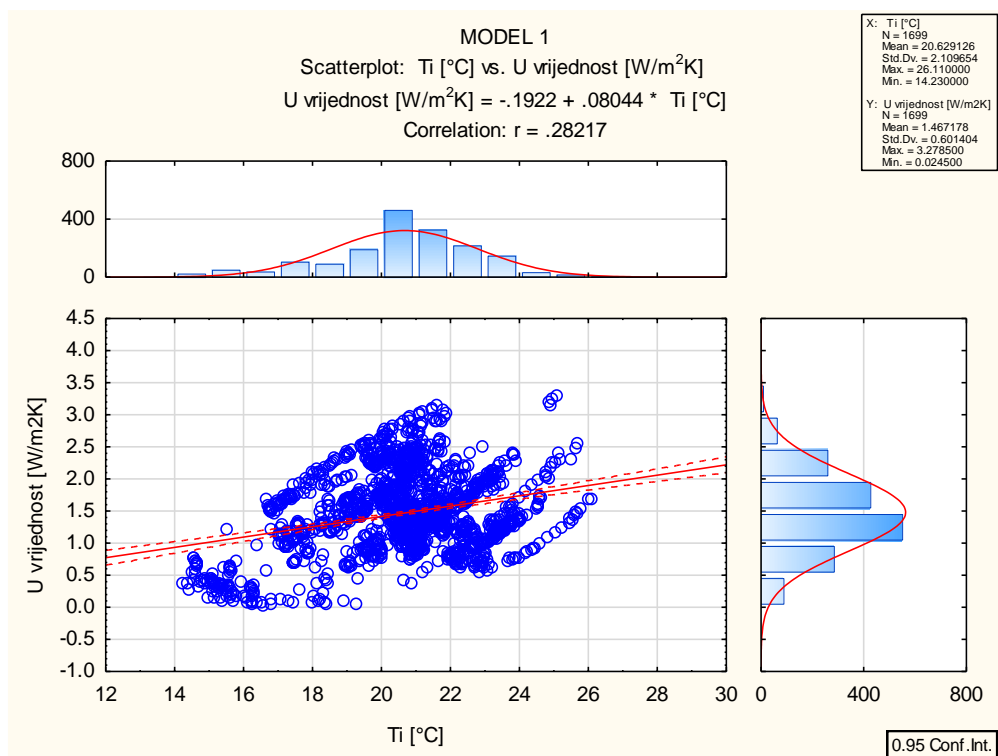 MODEL 1
Scatterplot: Ti [°C] vs. U vrijednost [W/m²K]
U vrijednost [W/m²K] = -.1922 + .08044 * Ti [°C]
Correlation: r = .28217
X: Ti [°C]
N = 1699
Mean = 20.629126
Std.Dv. = 2.109654
Max. = 26.110000
Min. = 14.230000
Y: U vrijednost [W/m2K]
N = 1699
Mean = 1.467178
Std.Dv. = 0.601404
Max. = 3.278500
Min. = 0.024500
800
400
0
4.5
4.0
3.5
3.0
2.5
2.0
1.5
1.0
0.5
0.0
-0.5
-1.0
U vrijednost [W/m2K]
12 14 16 18 20 22 24 26 28 30
Ti [°C]
0 400 800
0.95 Conf.Int.